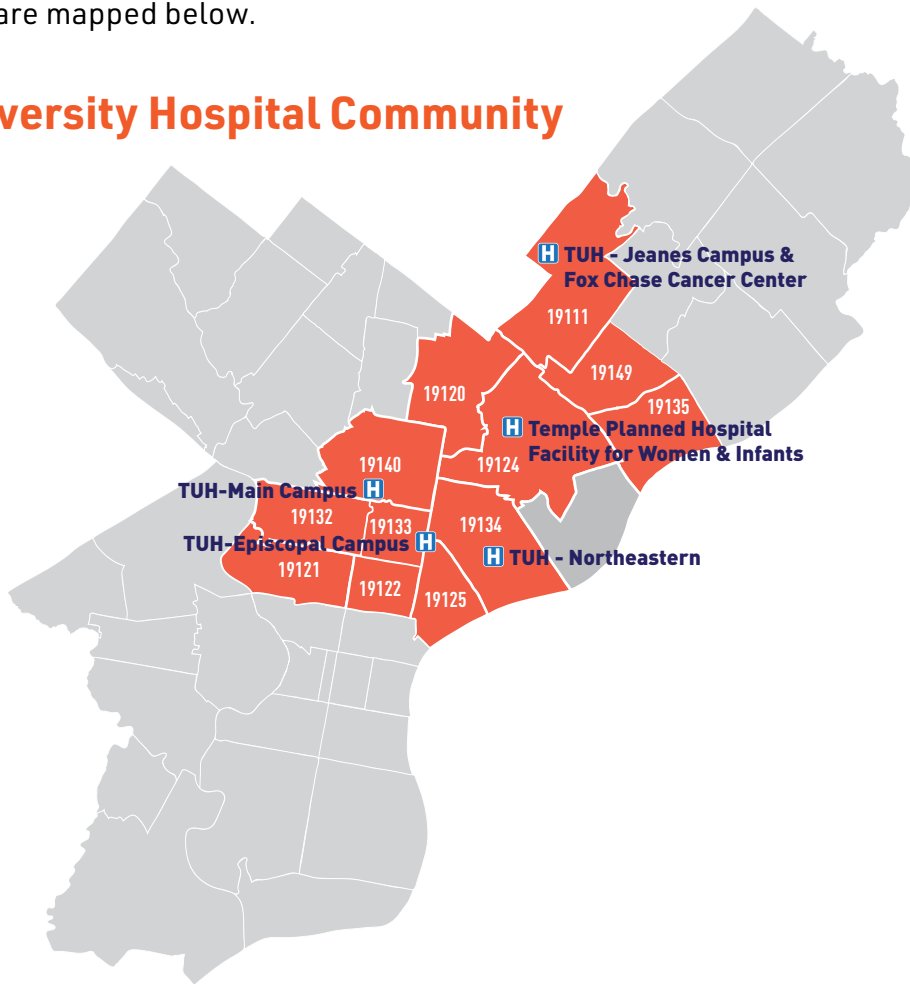 are mapped below.
versity Hospital Community
H TUH - Jeanes Campus &
Fox Chase Cancer Center
19111
19149
19120
19135
H Temple Planned Hospital
Facility for Women & Infants
19140
19124
TUH-Main Campus H
19132
19133
19134
TUH-Episcopal Campus H
H TUH - Northeastern
19121
19122
19125